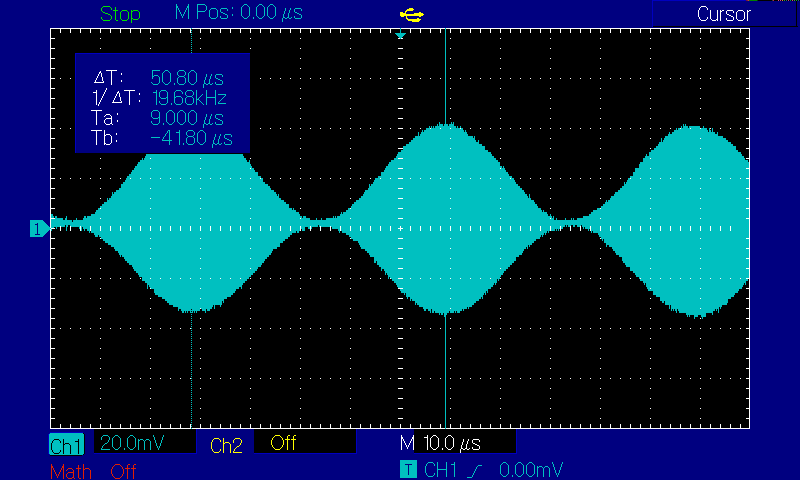 Stop M Pos: 0.00 μs Cursor
ΔT: 50.80 μs
1/ΔT: 19.68kHz
Ta: 9.000 μs
Tb: -41.80 μs
1
Ch1 20.0mV Ch2 Off M 10.0 μs
Math Off T CH1 0.00mV